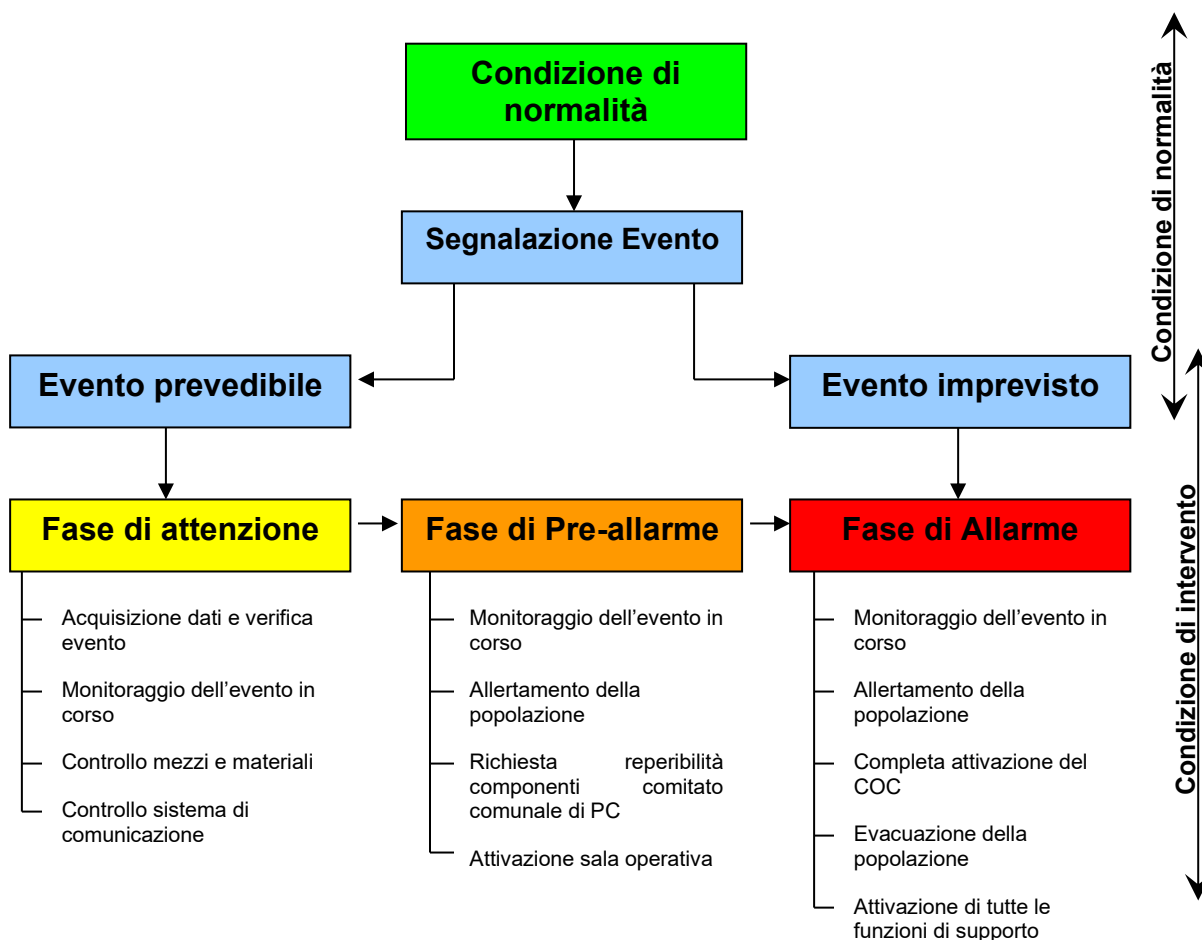 Condizione di
normalità
Segnalazione Evento
Evento prevedibile
Evento imprevisto
Fase di attenzione
Fase di Pre-allarme
Fase di Allarme
Acquisizione dati e verifica
evento
Monitoraggio dell’evento in
corso
Controllo mezzi e materiali
Controllo sistema di
comunicazione
Monitoraggio dell’evento in
corso
Allertamento della
popolazione
Richiesta reperibilità
componenti comitato
comunale di PC
Attivazione sala operativa
Monitoraggio dell’evento in
corso
Allertamento della
popolazione
Completa attivazione del
COC
Evacuazione della
popolazione
Attivazione di tutte le
funzioni di supporto
Condizione di normalità
Condizione di intervento